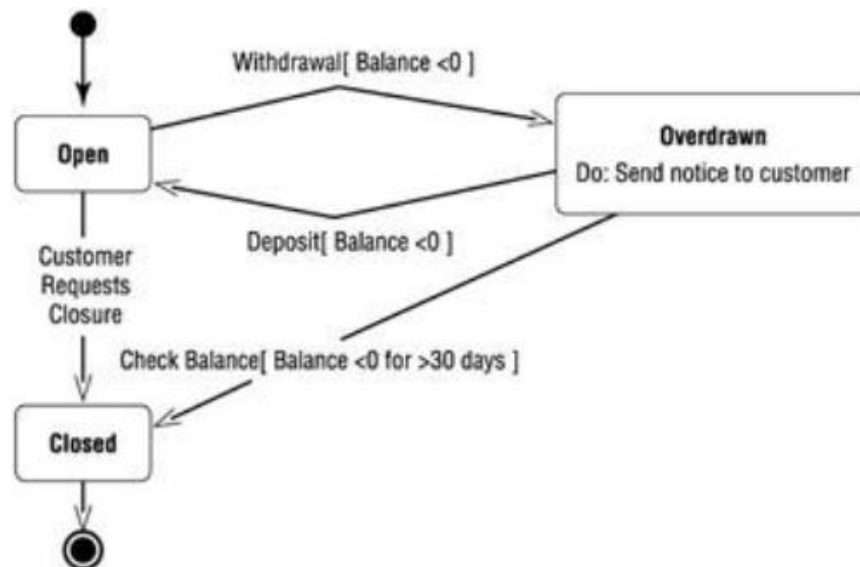 Withdrawal[ Balance <0 ]
Open
Overdrawn
Do: Send notice to customer
Deposit[ Balance <0 ]
Customer
Requests
Closure
Check Balance[ Balance <0 for >30 days ]
Closed